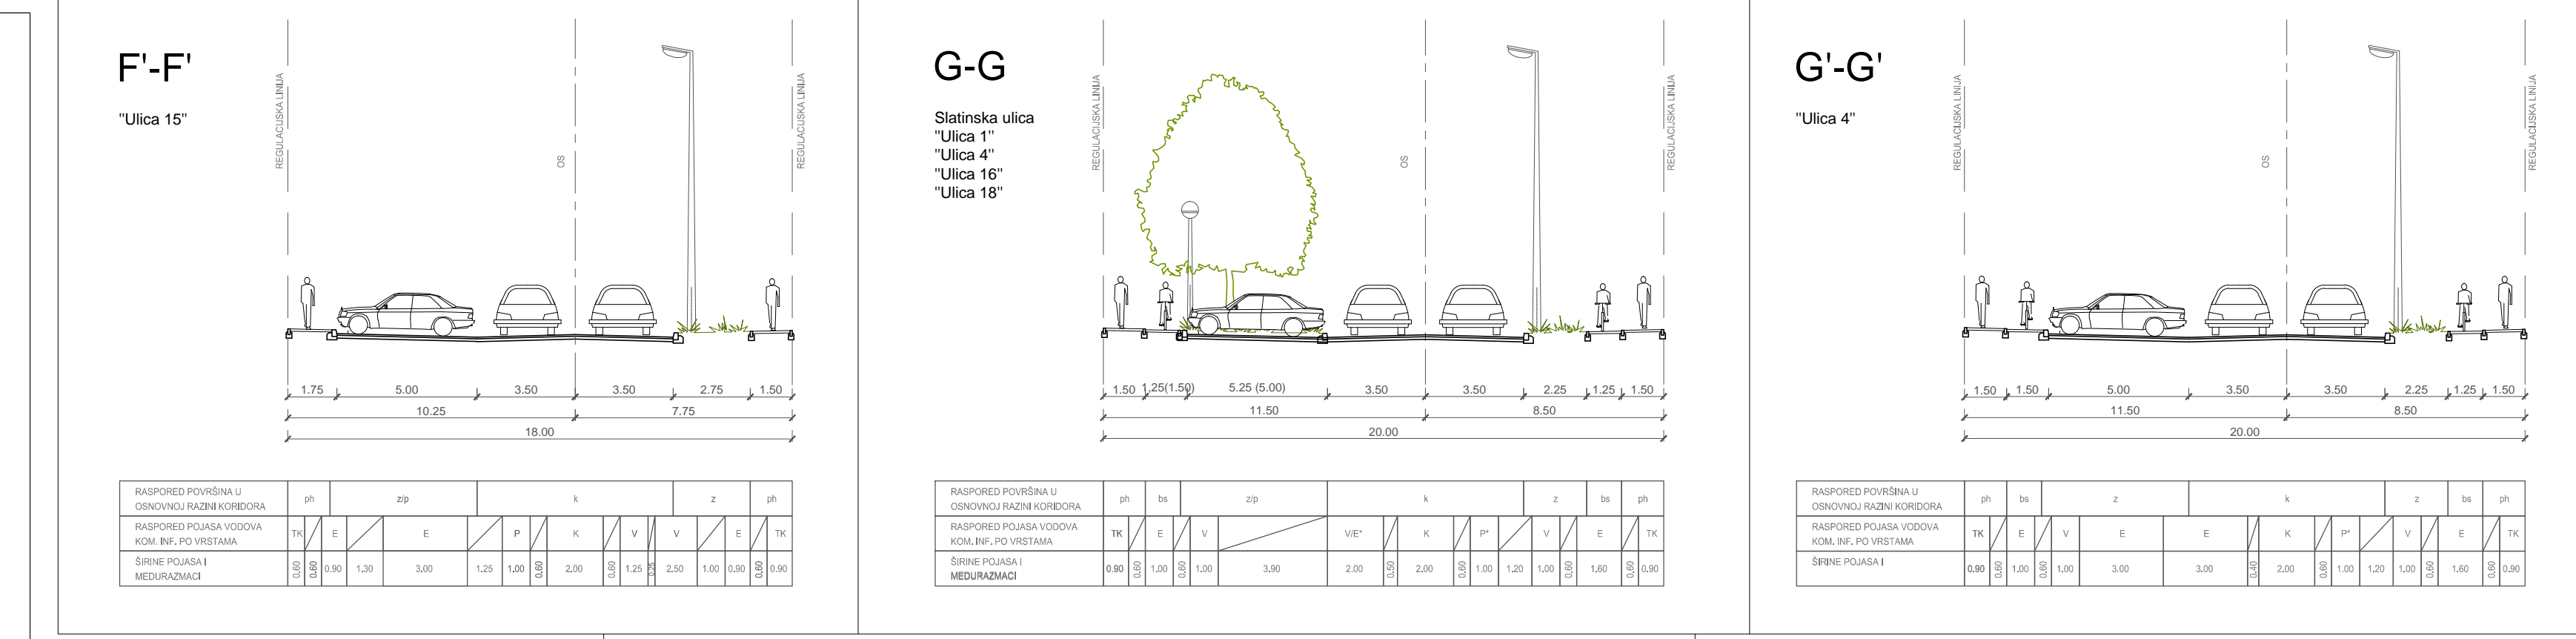 F'-F'
"Ulica 15"
REGULACIJSKA LINIJA
OS
REGULACIJSKA LINIJA
1.75 5.00 3.50 3.50 2.75 1.50
10.25 7.75
18.00
RASPORED POVRŠINA U
OSNOVNOJ RAZINI KORIDORA
ph z/p k z ph
RASPORED POJASA VODOVA
KOM. INF. PO VRSTAMA
TK E E P K V V E TK
ŠIRINE POJASA I
MEĐURAZMACI
0.60 0.60 0.90 1.30 3.00 1.25 1.00 0.60 2.00 0.60 1.25 0.25 2.50 1.00 0.90 0.60 0.90
G-G
Slatinska ulica
"Ulica 1"
"Ulica 4"
"Ulica 16"
"Ulica 18"
REGULACIJSKA LINIJA
OS
REGULACIJSKA LINIJA
1.50 1.25(1.50) 5.25 (5.00) 3.50 3.50 2.25 1.25 1.50
11.50 8.50
20.00
RASPORED POVRŠINA U
OSNOVNOJ RAZINI KORIDORA
ph bs z/p k z bs ph
RASPORED POJASA VODOVA
KOM. INF. PO VRSTAMA
TK E V V/E* K P* V E TK
ŠIRINE POJASA I
MEĐURAZMACI
0.90 0.60 1.00 0.60 1.00 3.90 2.00 0.50 2.00 0.60 1.00 1.20 1.00 0.60 1.60 0.60 0.90
G'-G'
"Ulica 4"
REGULACIJSKA LINIJA
OS
REGULACIJSKA LINIJA
1.50 1.50 5.00 3.50 3.50 2.25 1.25 1.50
11.50 8.50
20.00
RASPORED POVRŠINA U
OSNOVNOJ RAZINI KORIDORA
ph bs z k z bs ph
RASPORED POJASA VODOVA
KOM. INF. PO VRSTAMA
TK E V E E K P* V E TK
ŠIRINE POJASA I
0.90 0.60 1.00 0.60 1.00 3.00 3.00 0.40 2.00 0.60 1.00 1.20 1.00 0.60 1.60 0.60 0.90